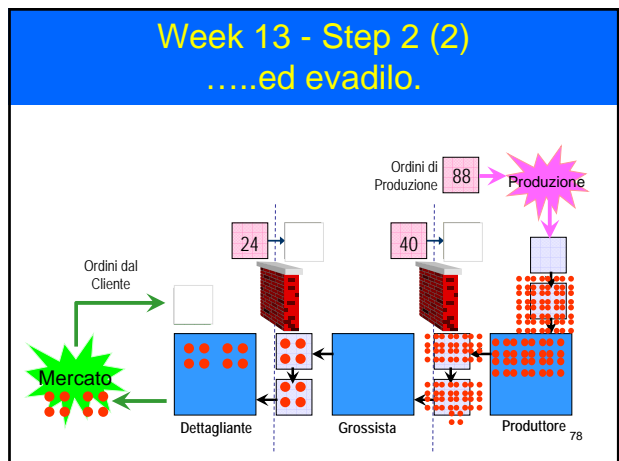 Week 13 - Step 2 (2)
…..ed evadilo.
Ordini di
Produzione
88
Produzione
24
40
Ordini dal
Cliente
Mercato
Dettagliante
Grossista
Produttore
78